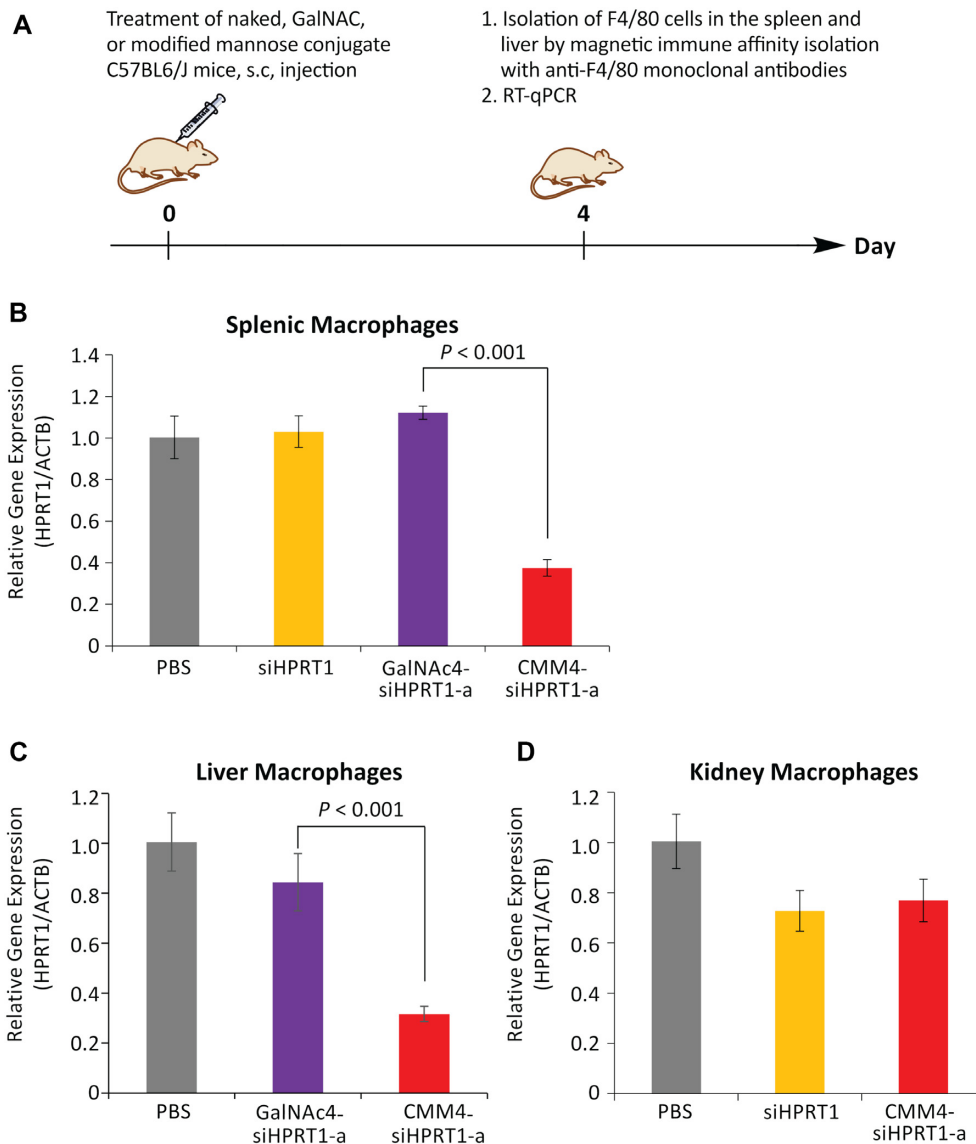 A
Treatment of naked, GalNAC,
or modified mannose conjugate
C57BL6/J mice, s.c, injection
1. Isolation of F4/80 cells in the spleen and
liver by magnetic immune affinity isolation
with anti-F4/80 monoclonal antibodies
2. RT-qPCR
0
4
Day
B
Splenic Macrophages
P < 0.001
Relative Gene Expression
(HPRT1/ACTB)
1.4
1.2
1.0
0.8
0.6
0.4
0.2
0
PBS
siHPRT1
GalNAc4-
siHPRT1-a
CMM4-
siHPRT1-a
C
Liver Macrophages
P < 0.001
Relative Gene Expression
(HPRT1/ACTB)
1.2
1.0
0.8
0.6
0.4
0.2
0
PBS
GalNAc4-
siHPRT1-a
CMM4-
siHPRT1-a
D
Kidney Macrophages
Relative Gene Expression
(HPRT1/ACTB)
1.2
1.0
0.8
0.6
0.4
0.2
0
PBS
siHPRT1
CMM4-
siHPRT1-a